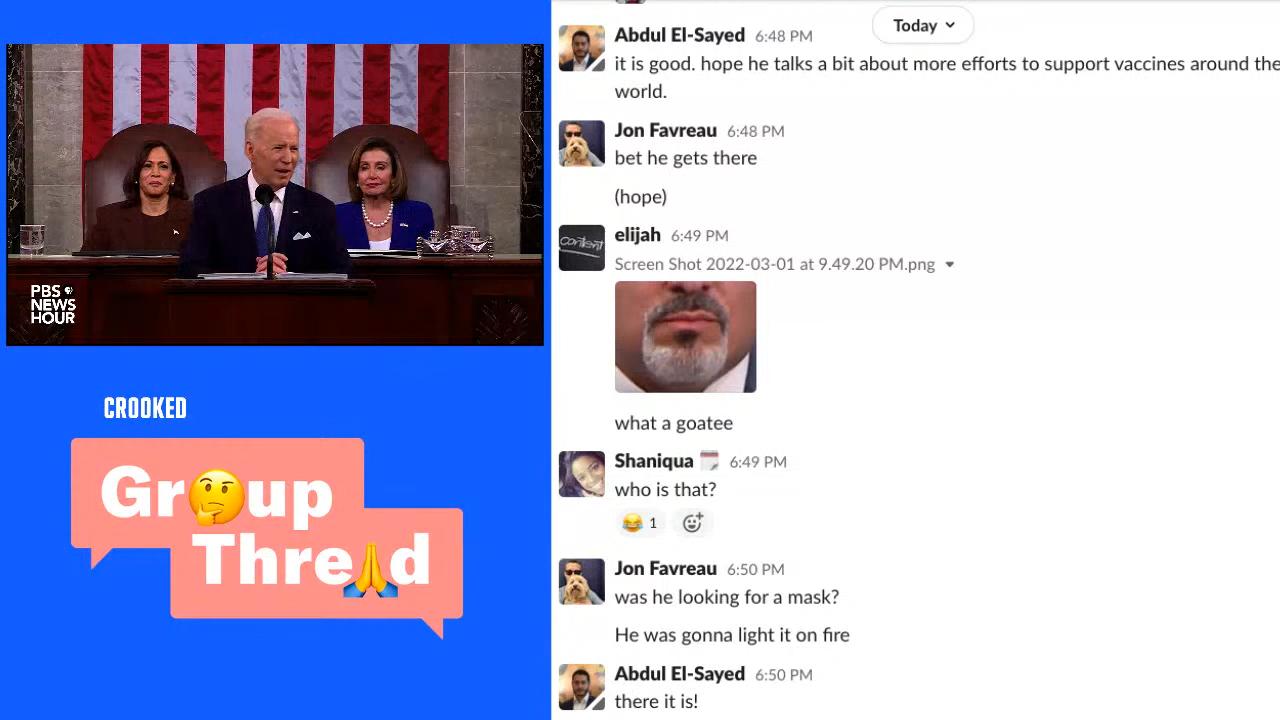 PBS
NEWS
HOUR
CROOKED
Gr🤔up
Thre🙏d
Today
Abdul El-Sayed 6:48 PM
it is good. hope he talks a bit about more efforts to support vaccines around the
world.
Jon Favreau 6:48 PM
bet he gets there
(hope)
elijah 6:49 PM
content
Screen Shot 2022-03-01 at 9.49.20 PM.png
what a goatee
Shaniqua 6:49 PM
who is that?
😂 1
Jon Favreau 6:50 PM
was he looking for a mask?
He was gonna light it on fire
Abdul El-Sayed 6:50 PM
there it is!